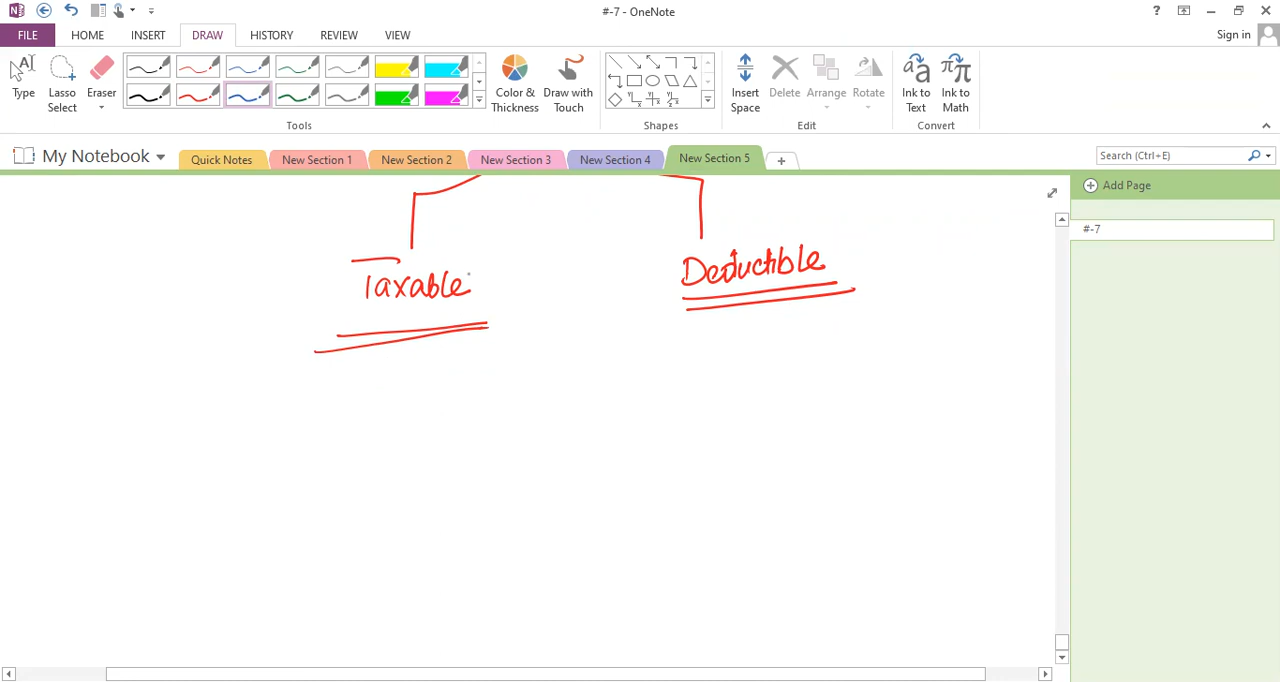 #-7 - OneNote
?
Sign in
FILE HOME INSERT DRAW HISTORY REVIEW VIEW
Type
Lasso Select
Eraser
Color & Thickness
Draw with Touch
Insert Space
Delete
Arrange
Rotate
Ink to Text
Ink to Math
Tools
Shapes
Edit
Convert
My Notebook
Quick Notes
New Section 1
New Section 2
New Section 3
New Section 4
New Section 5
Search (Ctrl+E)
Add Page
#-7
Taxable
Deductible